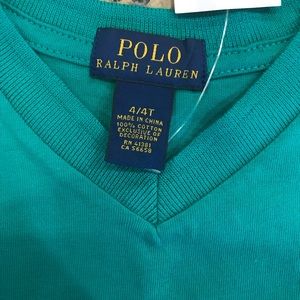 POLO
RALPH LAUREN
4/4T
MADE IN CHINA
100% COTTON
EXCLUSIVE OF
DECORATION
RN 41381
CA 56658